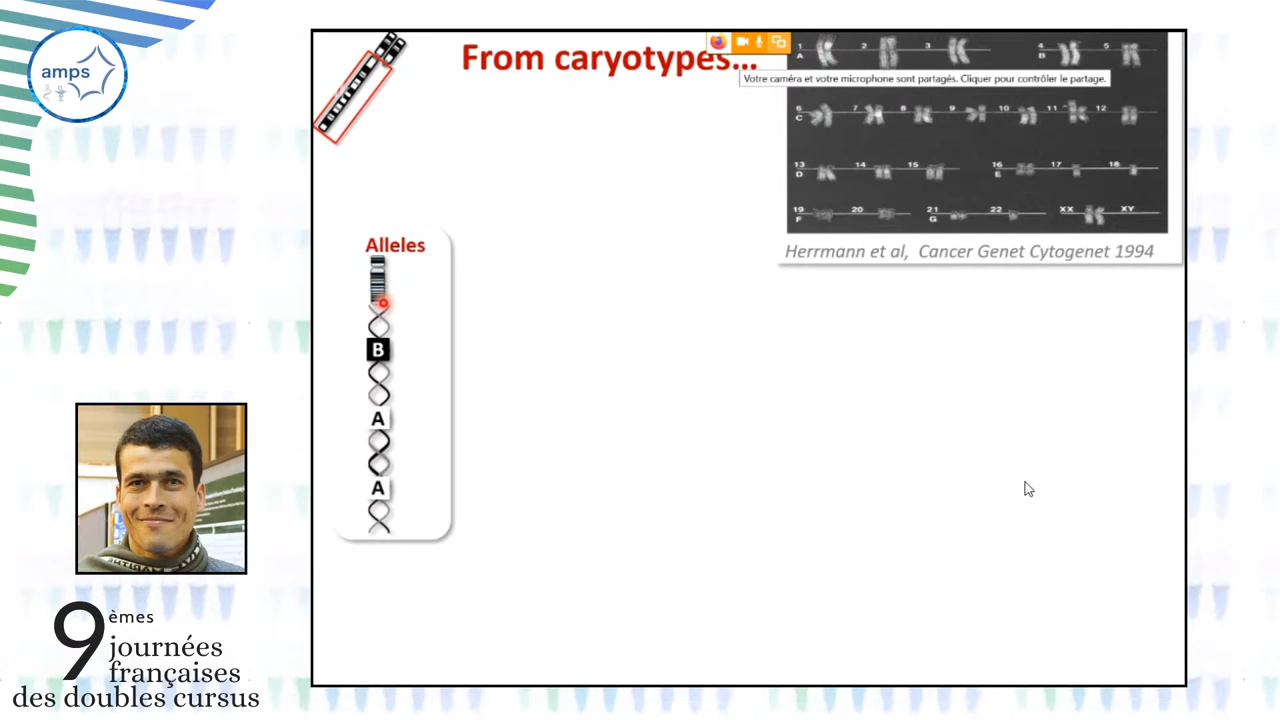 amps
From caryotypes…
Votre caméra et votre microphone sont partagés. Cliquer pour contrôler le partage.
1 2 3 4 5
A B
6 7 8 9 10 11 12
C
13 14 15 16 17 18
D E
19 20 21 22 XX XY
F G
Herrmann et al, Cancer Genet Cytogenet 1994
Alleles
B
A
A
9èmes
journées
françaises
des doubles cursus